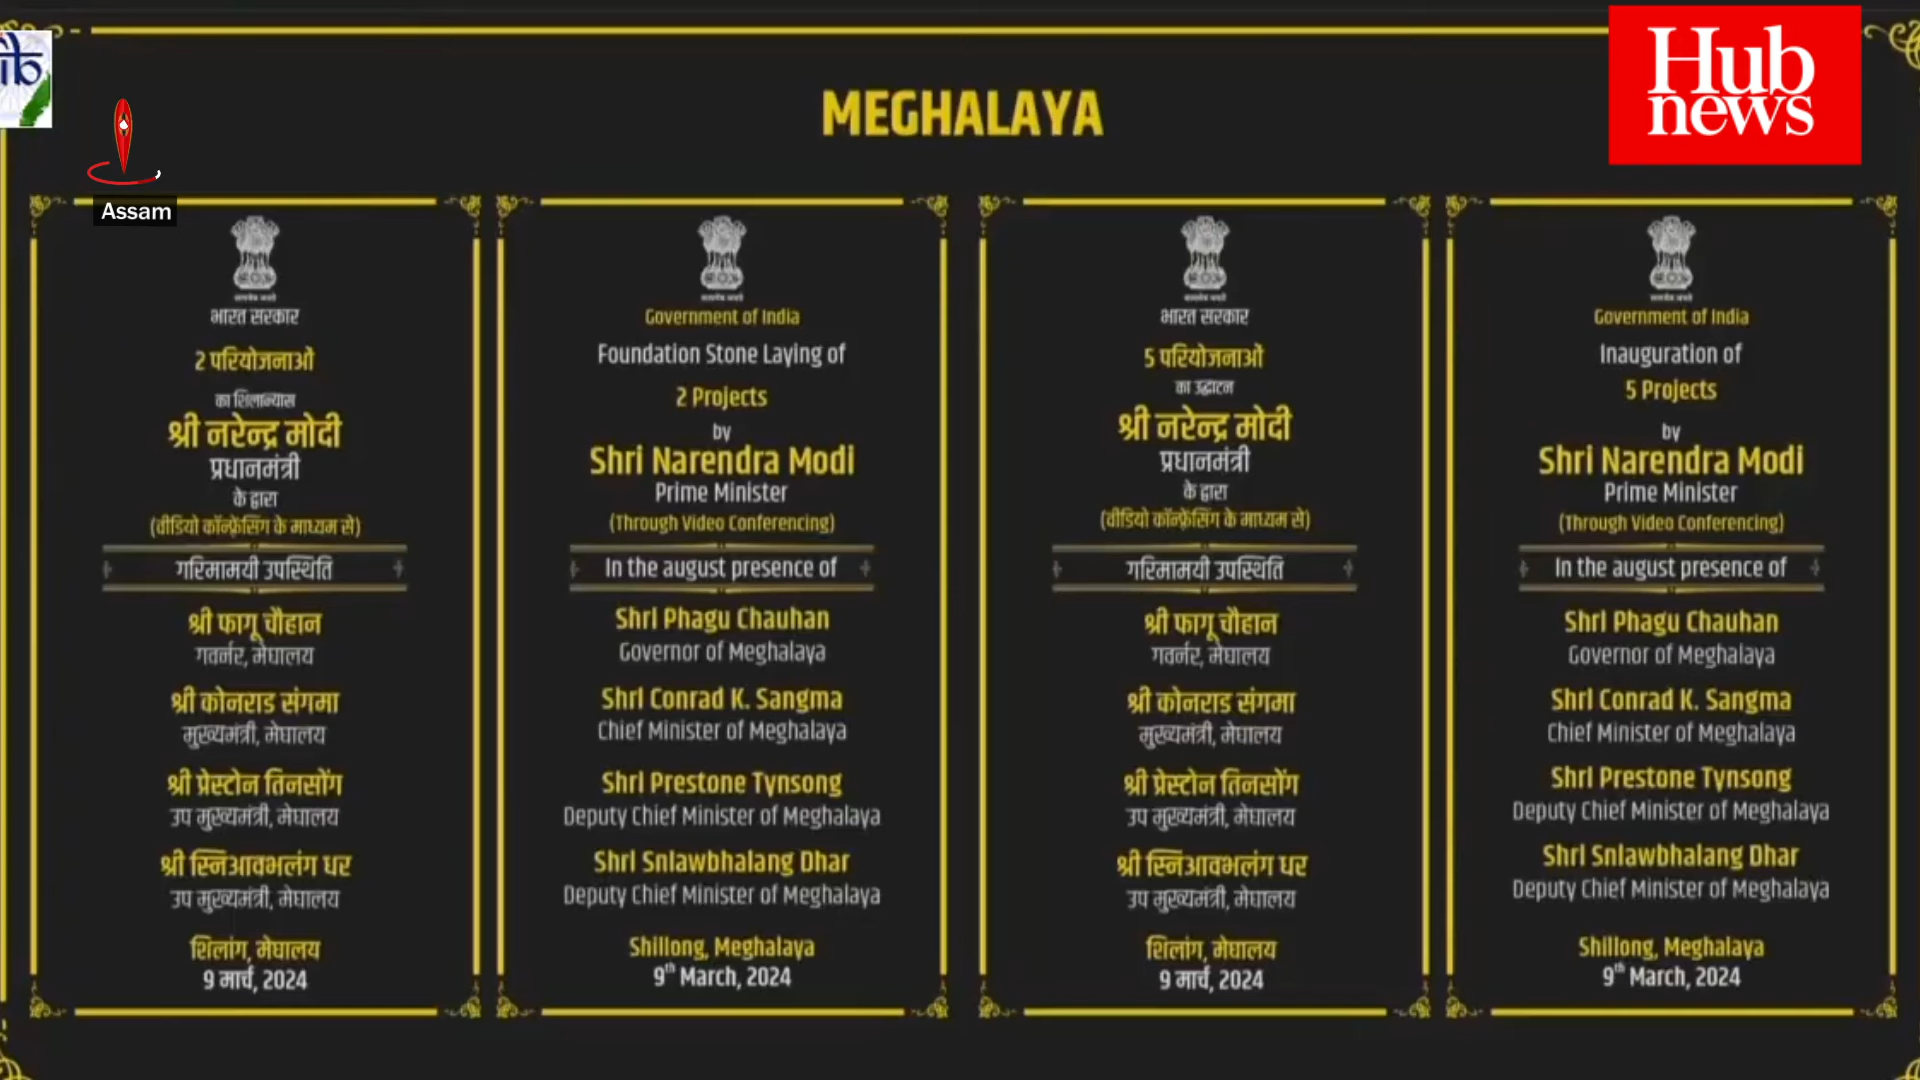 ib
Hub
news
Assam
MEGHALAYA
भारत सरकार
2 परियोजनाओं
का शिलान्यास
श्री नरेन्द्र मोदी
प्रधानमंत्री
के द्वारा
(वीडियो कॉन्फ्रेंसिंग के माध्यम से)
गरिमामयी उपस्थिति
श्री फागू चौहान
गवर्नर, मेघालय
श्री कोनराड संगमा
मुख्यमंत्री, मेघालय
श्री प्रेस्टोन तिनसोंग
उप मुख्यमंत्री, मेघालय
श्री स्निआवभलंग धर
उप मुख्यमंत्री, मेघालय
शिलांग, मेघालय
9 मार्च, 2024
Government of India
Foundation Stone Laying of
2 Projects
by
Shri Narendra Modi
Prime Minister
(Through Video Conferencing)
In the august presence of
Shri Phagu Chauhan
Governor of Meghalaya
Shri Conrad K. Sangma
Chief Minister of Meghalaya
Shri Prestone Tynsong
Deputy Chief Minister of Meghalaya
Shri Sniawbhalang Dhar
Deputy Chief Minister of Meghalaya
Shillong, Meghalaya
9th March, 2024
भारत सरकार
5 परियोजनाओं
का उद्घाटन
श्री नरेन्द्र मोदी
प्रधानमंत्री
के द्वारा
(वीडियो कॉन्फ्रेंसिंग के माध्यम से)
गरिमामयी उपस्थिति
श्री फागू चौहान
गवर्नर, मेघालय
श्री कोनराड संगमा
मुख्यमंत्री, मेघालय
श्री प्रेस्टोन तिनसोंग
उप मुख्यमंत्री, मेघालय
श्री स्निआवभलंग धर
उप मुख्यमंत्री, मेघालय
शिलांग, मेघालय
9 मार्च, 2024
Government of India
Inauguration of
5 Projects
by
Shri Narendra Modi
Prime Minister
(Through Video Conferencing)
In the august presence of
Shri Phagu Chauhan
Governor of Meghalaya
Shri Conrad K. Sangma
Chief Minister of Meghalaya
Shri Prestone Tynsong
Deputy Chief Minister of Meghalaya
Shri Sniawbhalang Dhar
Deputy Chief Minister of Meghalaya
Shillong, Meghalaya
9th March, 2024